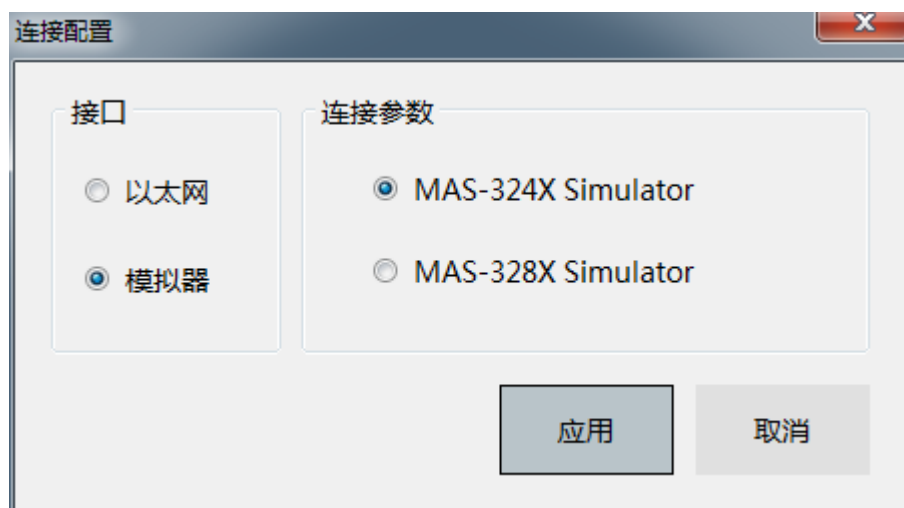 连接配置
接口
以太网
模拟器
连接参数
MAS-324X Simulator
MAS-328X Simulator
应用
取消